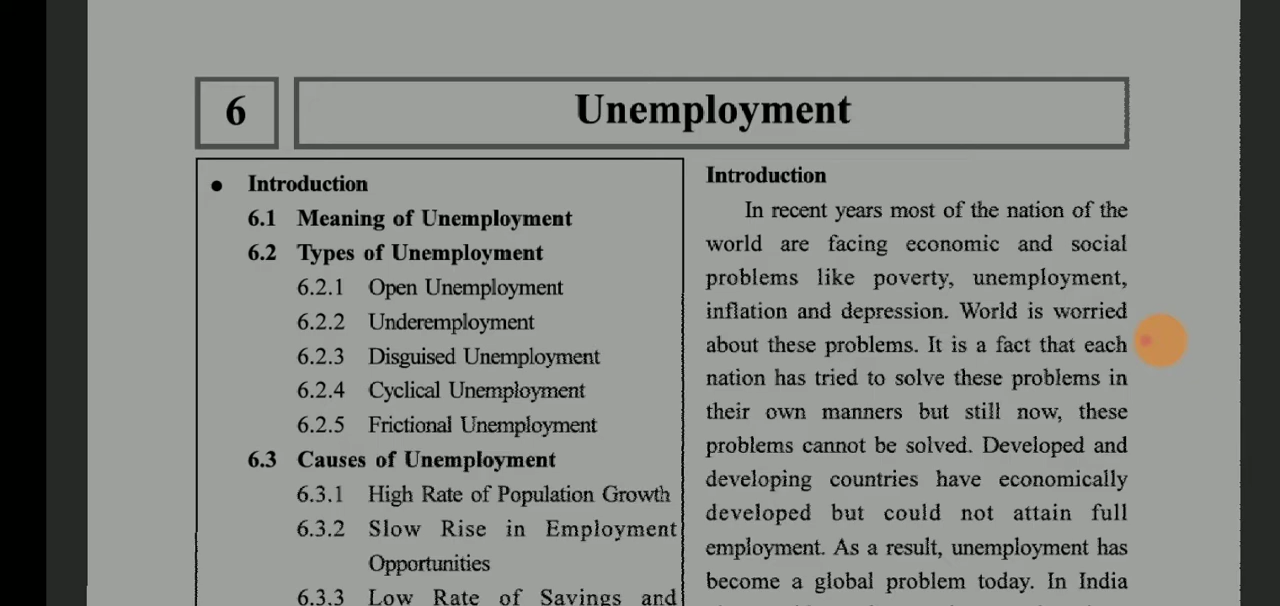 6
Unemployment
● Introduction
6.1 Meaning of Unemployment
6.2 Types of Unemployment
6.2.1 Open Unemployment
6.2.2 Underemployment
6.2.3 Disguised Unemployment
6.2.4 Cyclical Unemployment
6.2.5 Frictional Unemployment
6.3 Causes of Unemployment
6.3.1 High Rate of Population Growth
6.3.2 Slow Rise in Employment
Opportunities
6.3.3 Low Rate of Savings and
Introduction
In recent years most of the nation of the
world are facing economic and social
problems like poverty, unemployment,
inflation and depression. World is worried
about these problems. It is a fact that each
nation has tried to solve these problems in
their own manners but still now, these
problems cannot be solved. Developed and
developing countries have economically
developed but could not attain full
employment. As a result, unemployment has
become a global problem today. In India